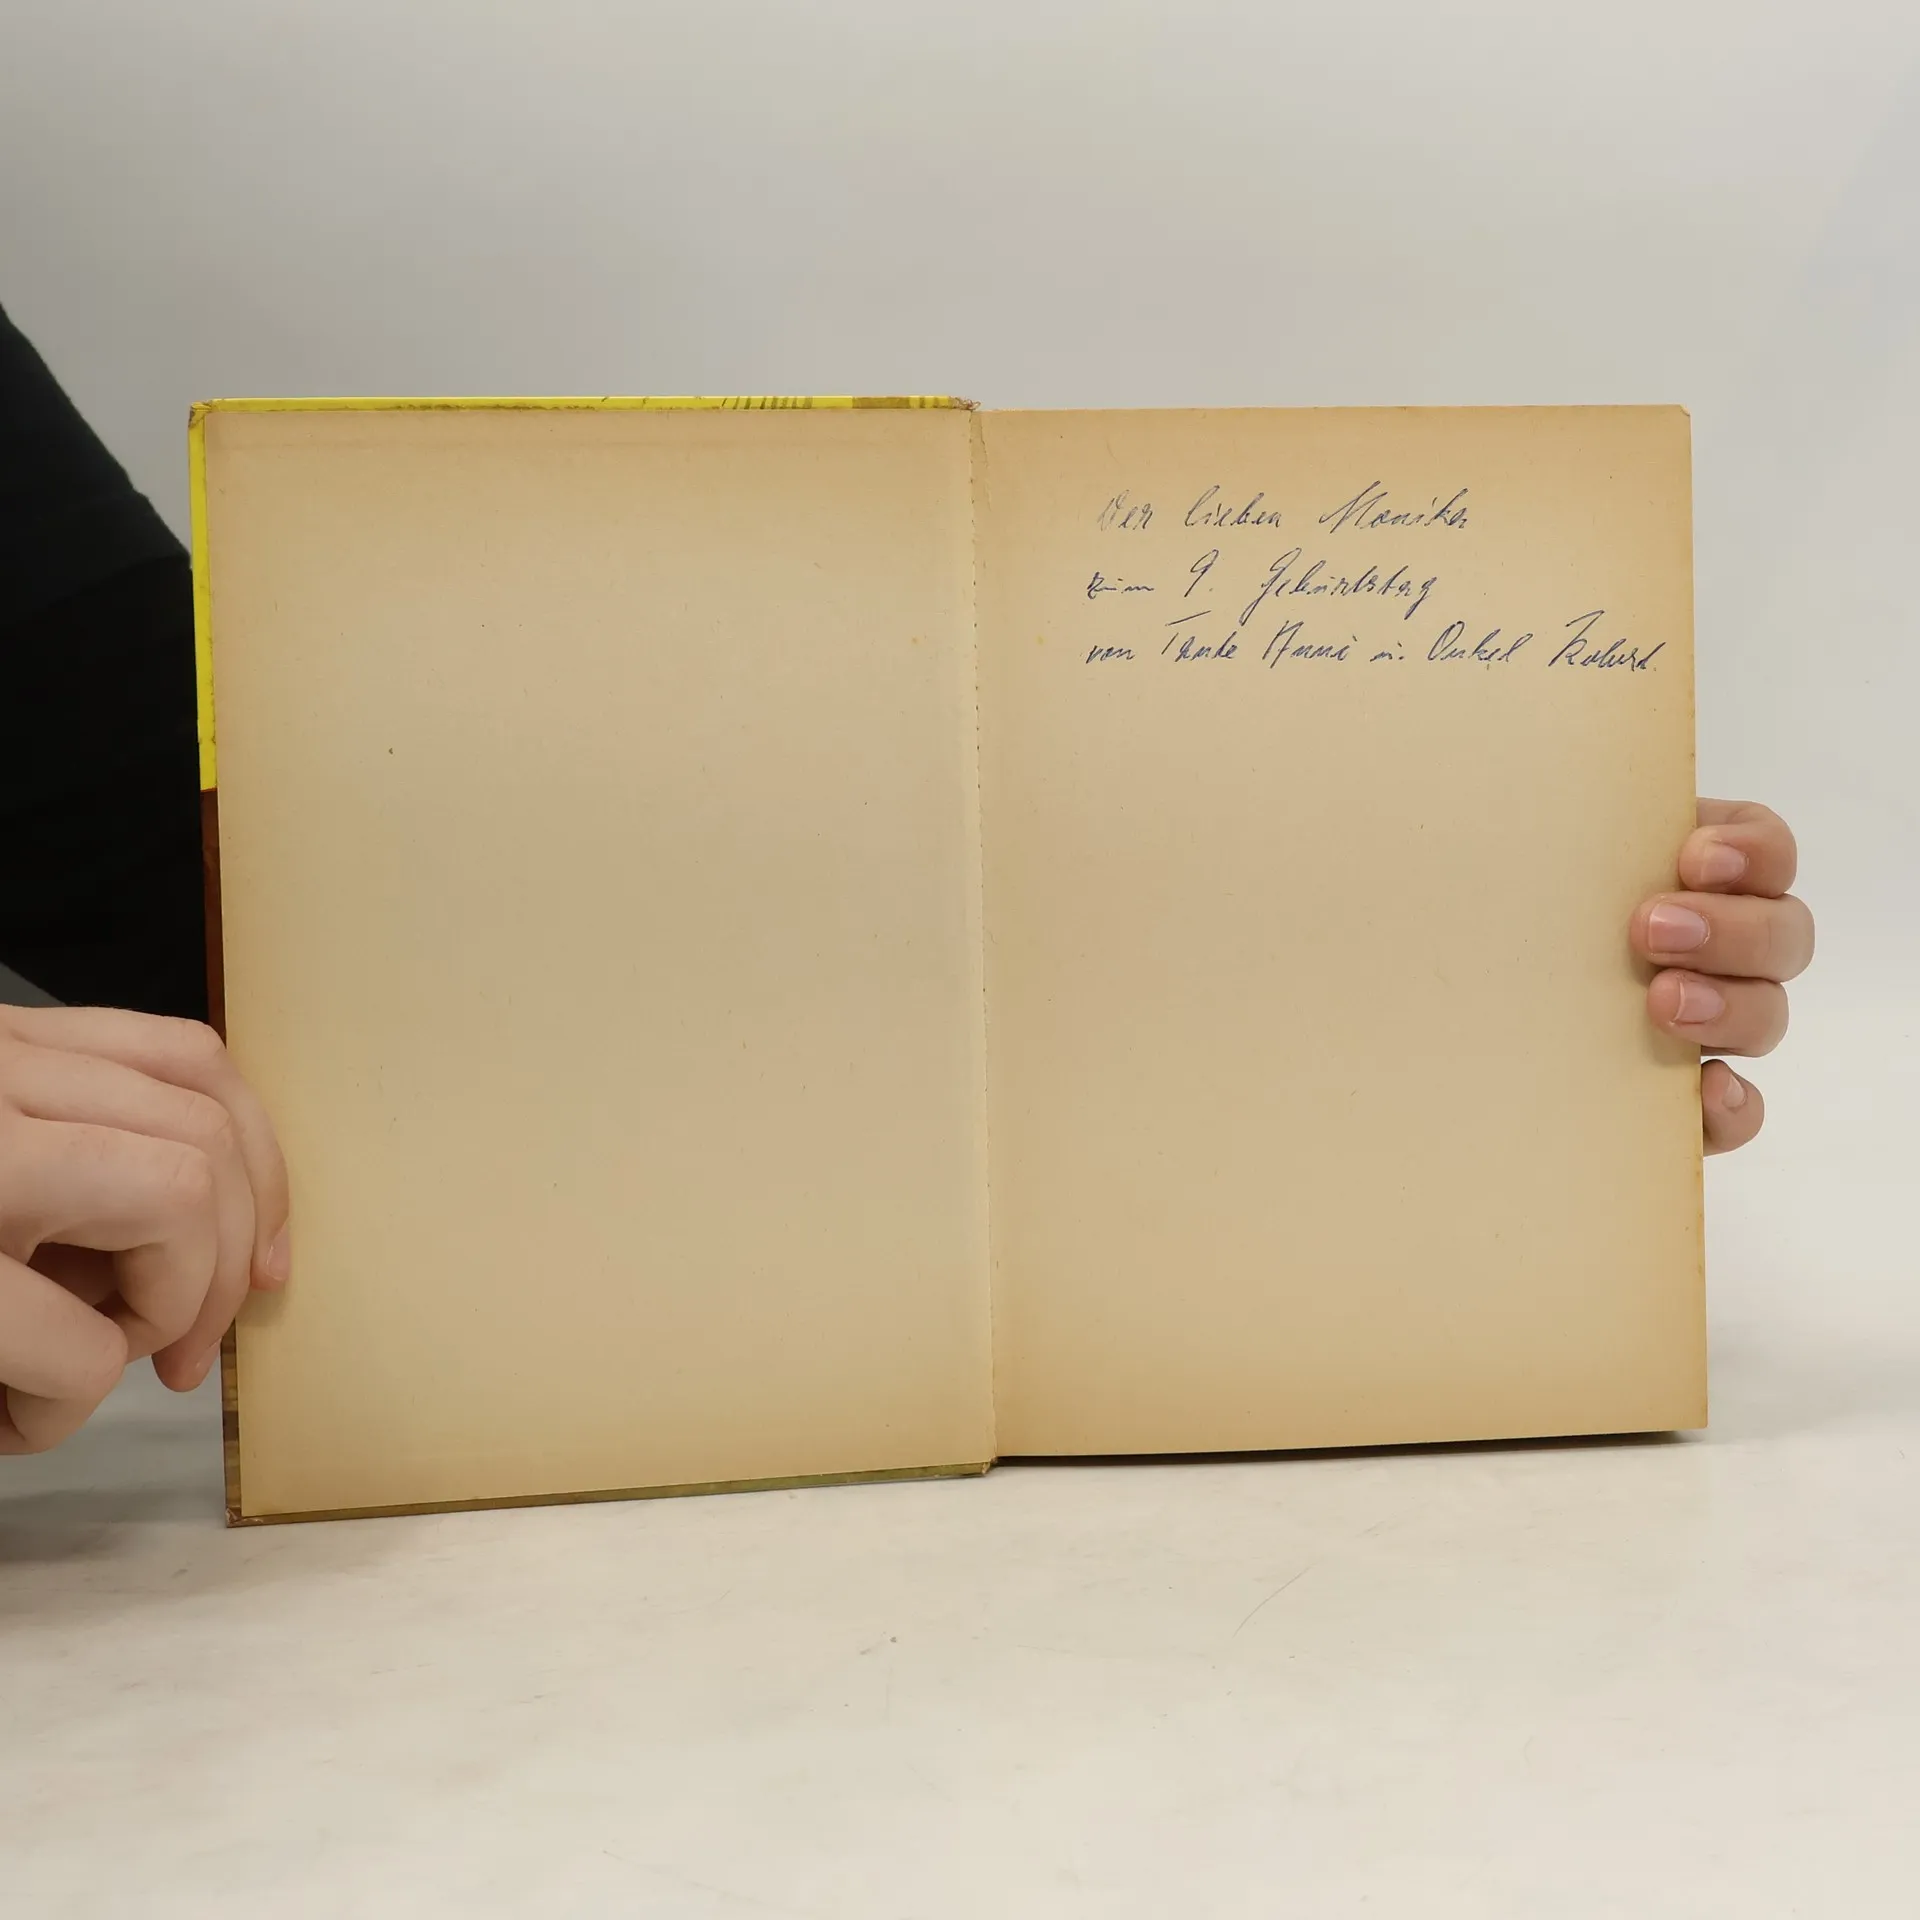 Der lieben Monika
zum 9. Geburtstag
von Tante Anni u. Onkel Robert.